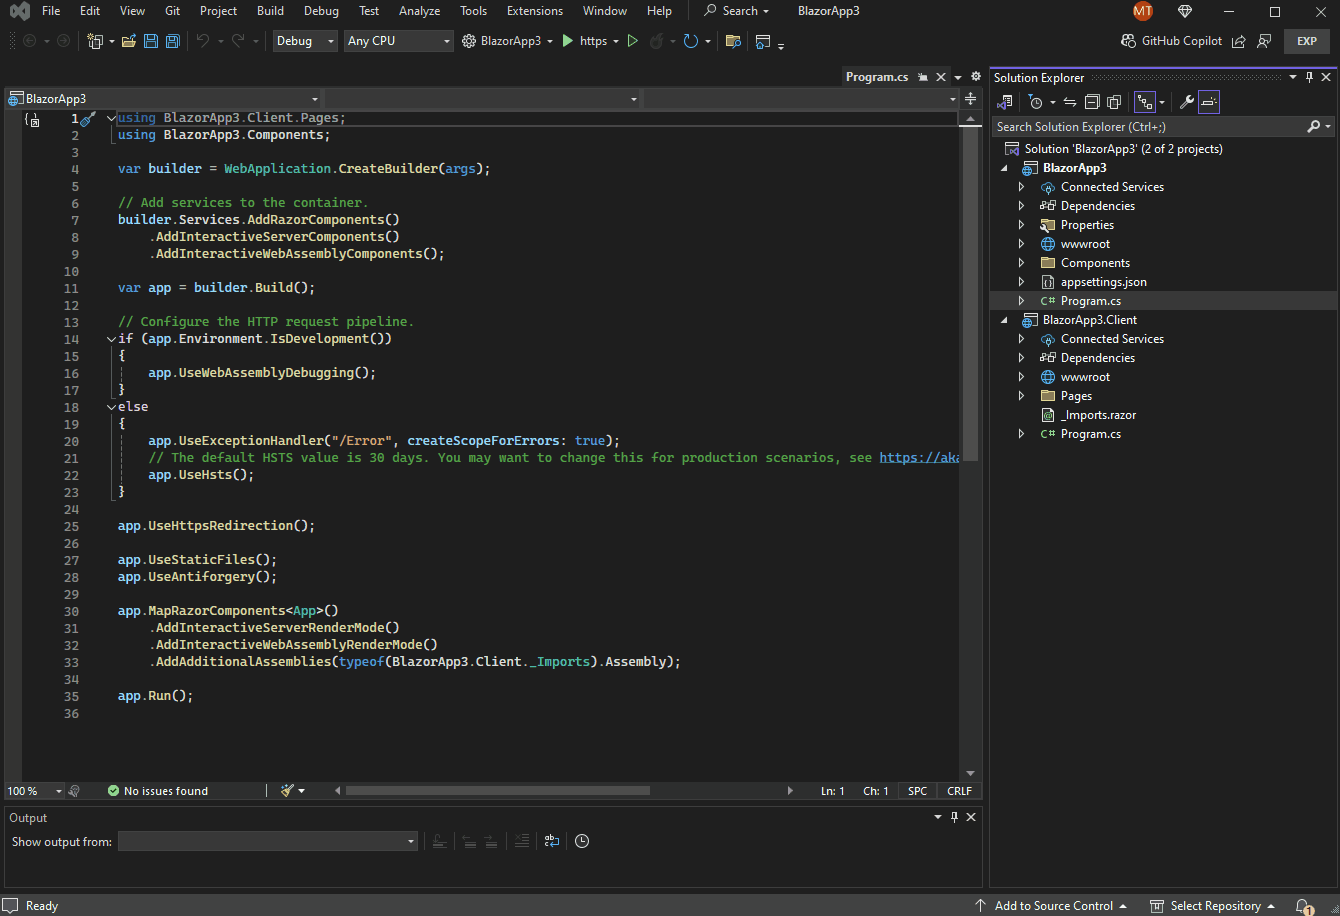 File Edit View Git Project Build Debug Test Analyze Tools Extensions Window Help Search BlazorApp3 MT
Debug Any CPU BlazorApp3 https GitHub Copilot EXP
Program.cs
BlazorApp3
1 using BlazorApp3.Client.Pages;
2 using BlazorApp3.Components;
3
4 var builder = WebApplication.CreateBuilder(args);
5
6 // Add services to the container.
7 builder.Services.AddRazorComponents()
8 .AddInteractiveServerComponents()
9 .AddInteractiveWebAssemblyComponents();
10
11 var app = builder.Build();
12
13 // Configure the HTTP request pipeline.
14 if (app.Environment.IsDevelopment())
15 {
16 app.UseWebAssemblyDebugging();
17 }
18 else
19 {
20 app.UseExceptionHandler("/Error", createScopeForErrors: true);
21 // The default HSTS value is 30 days. You may want to change this for production scenarios, see https://aka
22 app.UseHsts();
23 }
24
25 app.UseHttpsRedirection();
26
27 app.UseStaticFiles();
28 app.UseAntiforgery();
29
30 app.MapRazorComponents<App>()
31 .AddInteractiveServerRenderMode()
32 .AddInteractiveWebAssemblyRenderMode()
33 .AddAdditionalAssemblies(typeof(BlazorApp3.Client._Imports).Assembly);
34
35 app.Run();
36
100 % No issues found Ln: 1 Ch: 1 SPC CRLF
Output
Show output from:
Solution Explorer
Search Solution Explorer (Ctrl+;)
Solution 'BlazorApp3' (2 of 2 projects)
BlazorApp3
Connected Services
Dependencies
Properties
wwwroot
Components
appsettings.json
C# Program.cs
BlazorApp3.Client
Connected Services
Dependencies
wwwroot
Pages
_Imports.razor
C# Program.cs
Ready Add to Source Control Select Repository 1